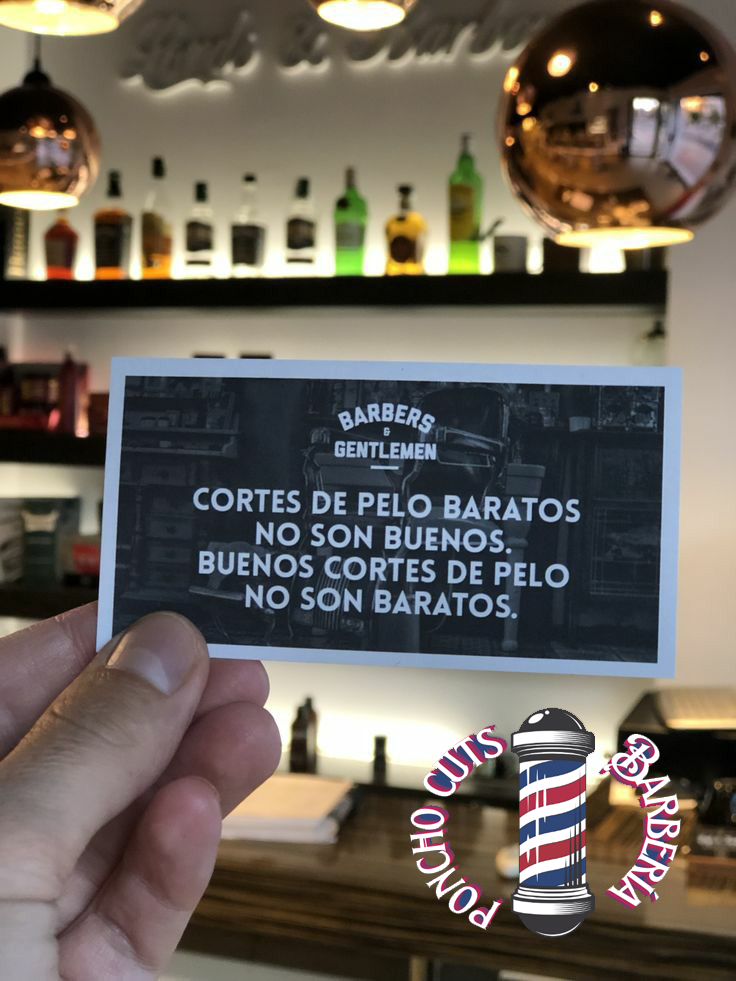 BARBERS
&
GENTLEMEN
CORTES DE PELO BARATOS
NO SON BUENOS.
BUENOS CORTES DE PELO
NO SON BARATOS.
PONCHO CUTS
BARBERÍA